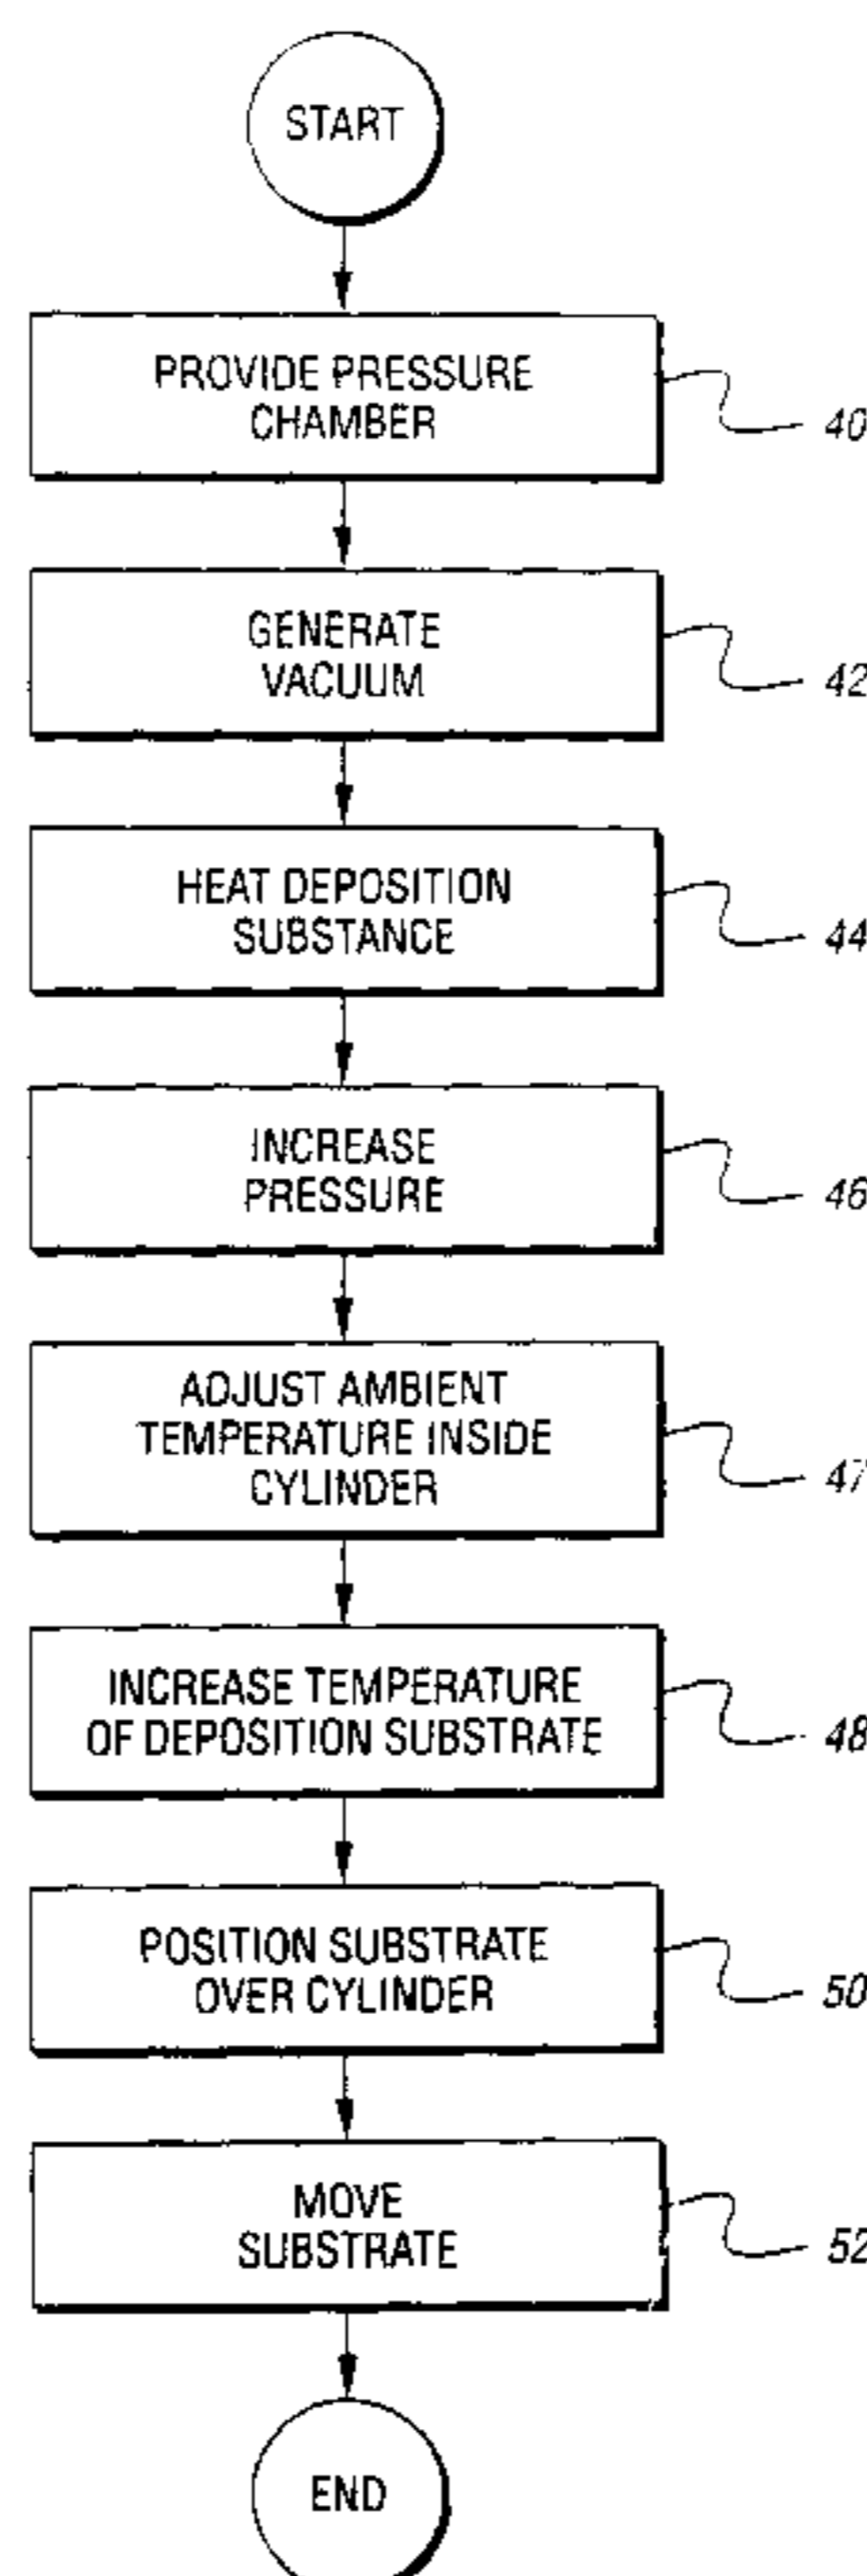 START
PROVIDE PRESSURE
CHAMBER
40
GENERATE
VACUUM
42
HEAT DEPOSITION
SUBSTANCE
44
INCREASE
PRESSURE
46
ADJUST AMBIENT
TEMPERATURE INSIDE
CYLINDER
47
INCREASE TEMPERATURE
OF DEPOSITION SUBSTRATE
48
POSITION SUBSTRATE
OVER CYLINDER
50
MOVE
SUBSTRATE
52
END